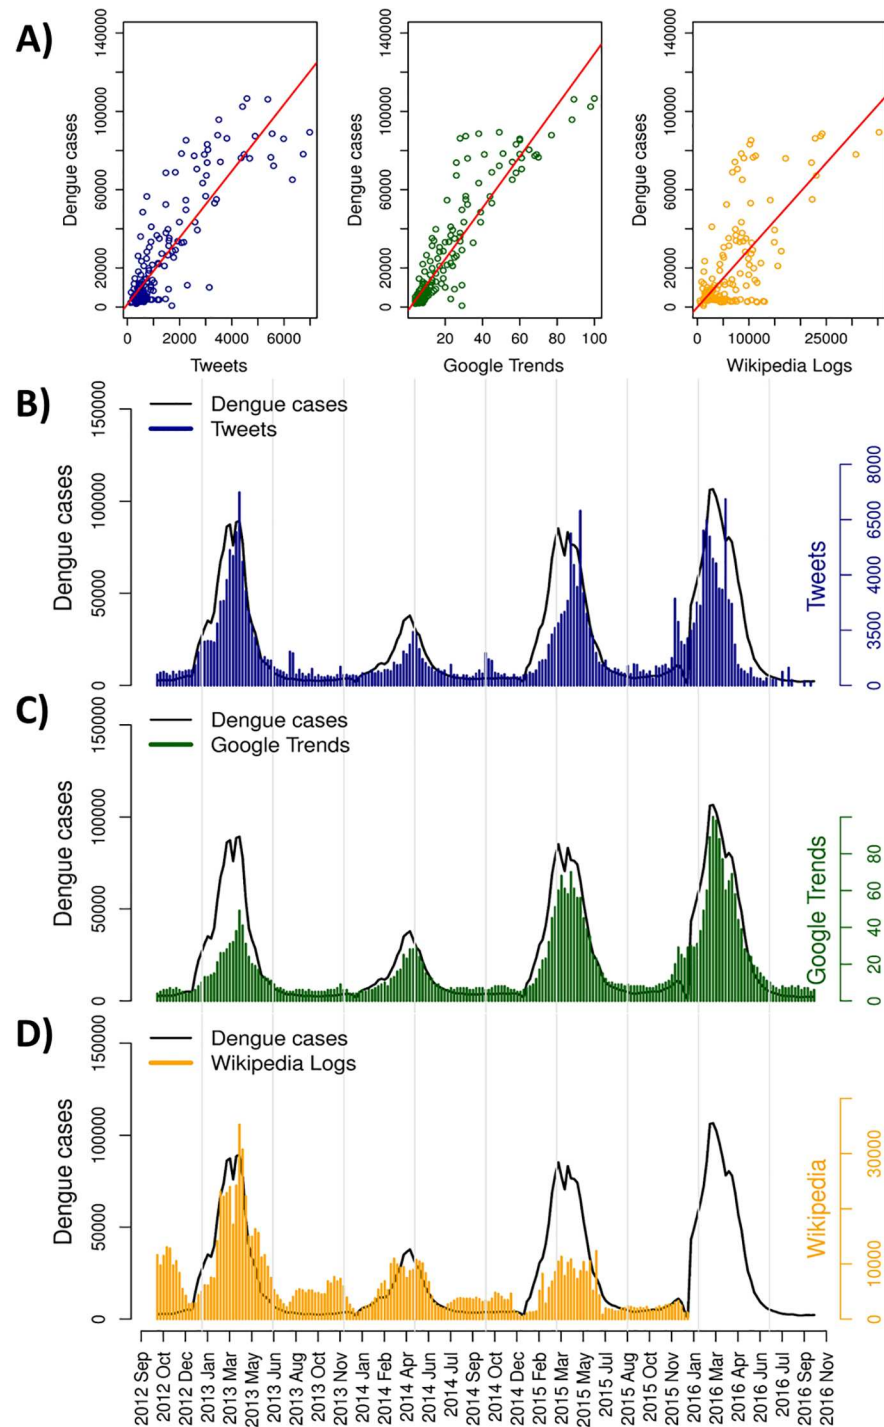 A)
Dengue cases
0 20000 60000 100000 140000
0 2000 4000 6000
Tweets
Dengue cases
0 20000 60000 100000 140000
0 20 40 60 80 100
Google Trends
Dengue cases
0 20000 60000 100000 140000
0 10000 25000
Wikipedia Logs
B)
Dengue cases
Tweets
Dengue cases
0 50000 100000 150000
Tweets
0 3500 4000 6500 8000
C)
Dengue cases
Google Trends
Dengue cases
0 50000 100000 150000
Google Trends
0 20 40 60 80
D)
Dengue cases
Wikipedia Logs
Dengue cases
0 50000 100000 150000
Wikipedia
0 10000 30000
2012 Sep
2012 Oct
2012 Dec
2013 Jan
2013 Mar
2013 May
2013 Jun
2013 Aug
2013 Oct
2013 Nov
2014 Jan
2014 Feb
2014 Apr
2014 Jun
2014 Jul
2014 Sep
2014 Oct
2014 Dec
2015 Feb
2015 Mar
2015 May
2015 Jul
2015 Aug
2015 Oct
2015 Nov
2016 Jan
2016 Mar
2016 Apr
2016 Jun
2016 Jul
2016 Sep
2016 Nov